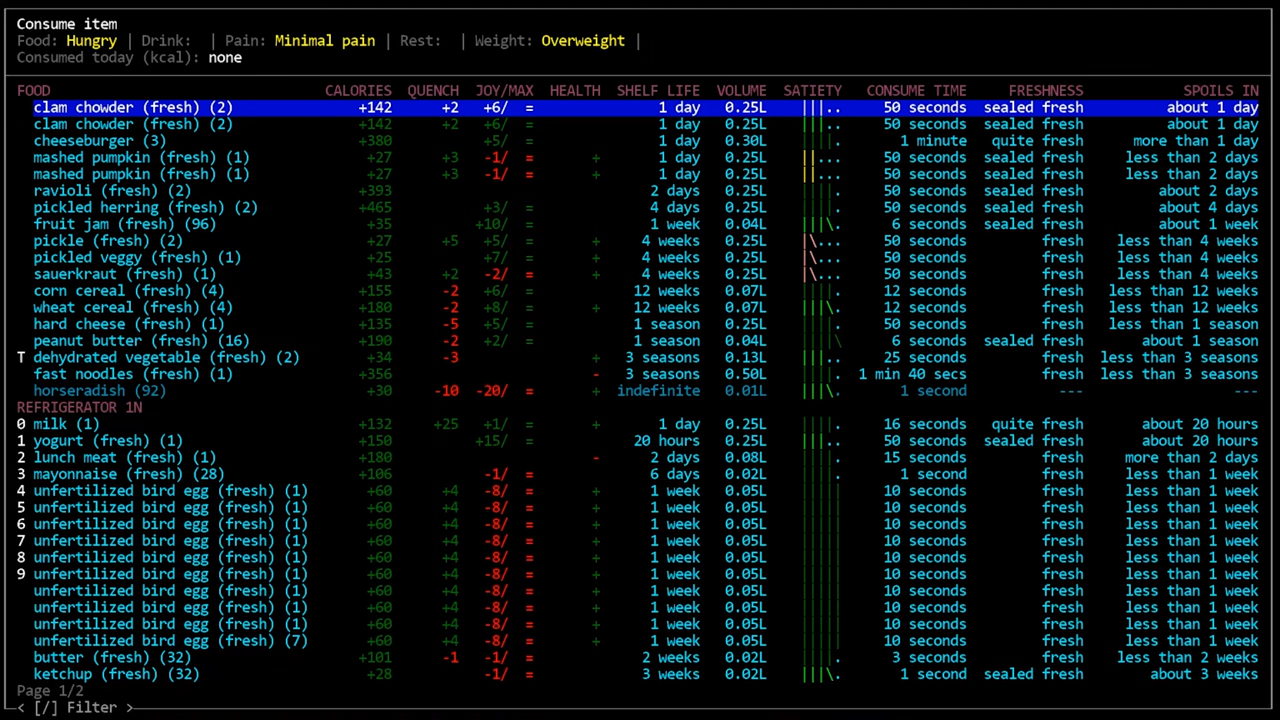 Consume item
Food: Hungry | Drink: | Pain: Minimal pain | Rest: | Weight: Overweight |
Consumed today (kcal): none
FOOD CALORIES QUENCH JOY/MAX HEALTH SHELF LIFE VOLUME SATIETY CONSUME TIME FRESHNESS SPOILS IN
clam chowder (fresh) (2) +142 +2 +6/ = 1 day 0.25L |||.. 50 seconds sealed fresh about 1 day
clam chowder (fresh) (2) +142 +2 +6/ = 1 day 0.25L |||.. 50 seconds sealed fresh about 1 day
cheeseburger (3) +380 +5/ = 1 day 0.30L ||||. 1 minute quite fresh more than 1 day
mashed pumpkin (fresh) (1) +27 +3 -1/ = + 1 day 0.25L ||... 50 seconds sealed fresh less than 2 days
mashed pumpkin (fresh) (1) +27 +3 -1/ = + 1 day 0.25L ||... 50 seconds sealed fresh less than 2 days
ravioli (fresh) (2) +393 2 days 0.25L ||||. 50 seconds sealed fresh about 2 days
pickled herring (fresh) (2) +465 +3/ = 4 days 0.25L ||||. 50 seconds sealed fresh about 4 days
fruit jam (fresh) (96) +35 +10/ = 1 week 0.04L |||\. 6 seconds sealed fresh about 1 week
pickle (fresh) (2) +27 +5 +5/ = + 4 weeks 0.25L |\... 50 seconds fresh less than 4 weeks
pickled veggy (fresh) (1) +25 +7/ = + 4 weeks 0.25L |\... 50 seconds fresh less than 4 weeks
sauerkraut (fresh) (1) +43 +2 -2/ = + 4 weeks 0.25L |\... 50 seconds fresh less than 4 weeks
corn cereal (fresh) (4) +155 -2 +6/ = 12 weeks 0.07L ||||. 12 seconds fresh less than 12 weeks
wheat cereal (fresh) (4) +180 -2 +8/ = + 12 weeks 0.07L |||\. 12 seconds fresh less than 12 weeks
hard cheese (fresh) (1) +135 -5 +5/ = 1 season 0.25L ||||. 50 seconds fresh less than 1 season
peanut butter (fresh) (16) +190 -2 +2/ = 1 season 0.04L ||||\ 6 seconds sealed fresh about 1 season
T dehydrated vegetable (fresh) (2) +34 -3 + 3 seasons 0.13L |||.. 25 seconds fresh less than 3 seasons
fast noodles (fresh) (1) +356 - 3 seasons 0.50L ||||. 1 min 40 secs fresh less than 3 seasons
horseradish (92) +30 -10 -20/ = indefinite 0.01L |||\. 1 second --- ---
REFRIGERATOR 1N
0 milk (1) +132 +25 +1/ = 1 day 0.25L ||||. 16 seconds quite fresh about 20 hours
1 yogurt (fresh) (1) +150 +15/ = 20 hours 0.25L |||.. 50 seconds sealed fresh about 20 hours
2 lunch meat (fresh) (1) +180 - 2 days 0.08L ||||. 15 seconds fresh more than 2 days
3 mayonnaise (fresh) (28) +106 -1/ = 6 days 0.02L ||||. 1 second fresh less than 1 week
4 unfertilized bird egg (fresh) (1) +60 +4 -8/ = + 1 week 0.05L ||||. 10 seconds fresh less than 1 week
5 unfertilized bird egg (fresh) (1) +60 +4 -8/ = + 1 week 0.05L ||||. 10 seconds fresh less than 1 week
6 unfertilized bird egg (fresh) (1) +60 +4 -8/ = + 1 week 0.05L ||||. 10 seconds fresh less than 1 week
7 unfertilized bird egg (fresh) (1) +60 +4 -8/ = + 1 week 0.05L ||||. 10 seconds fresh less than 1 week
8 unfertilized bird egg (fresh) (1) +60 +4 -8/ = + 1 week 0.05L ||||. 10 seconds fresh less than 1 week
9 unfertilized bird egg (fresh) (1) +60 +4 -8/ = + 1 week 0.05L ||||. 10 seconds fresh less than 1 week
unfertilized bird egg (fresh) (1) +60 +4 -8/ = + 1 week 0.05L ||||. 10 seconds fresh less than 1 week
unfertilized bird egg (fresh) (1) +60 +4 -8/ = + 1 week 0.05L ||||. 10 seconds fresh less than 1 week
unfertilized bird egg (fresh) (1) +60 +4 -8/ = + 1 week 0.05L ||||. 10 seconds fresh less than 1 week
unfertilized bird egg (fresh) (7) +60 +4 -8/ = + 1 week 0.05L ||||. 10 seconds fresh less than 1 week
butter (fresh) (32) +101 -1 -1/ = 2 weeks 0.02L ||||. 3 seconds fresh less than 2 weeks
ketchup (fresh) (32) +28 -1/ = 3 weeks 0.02L |||\. 1 second sealed fresh about 3 weeks
Page 1/2
< [/] Filter >